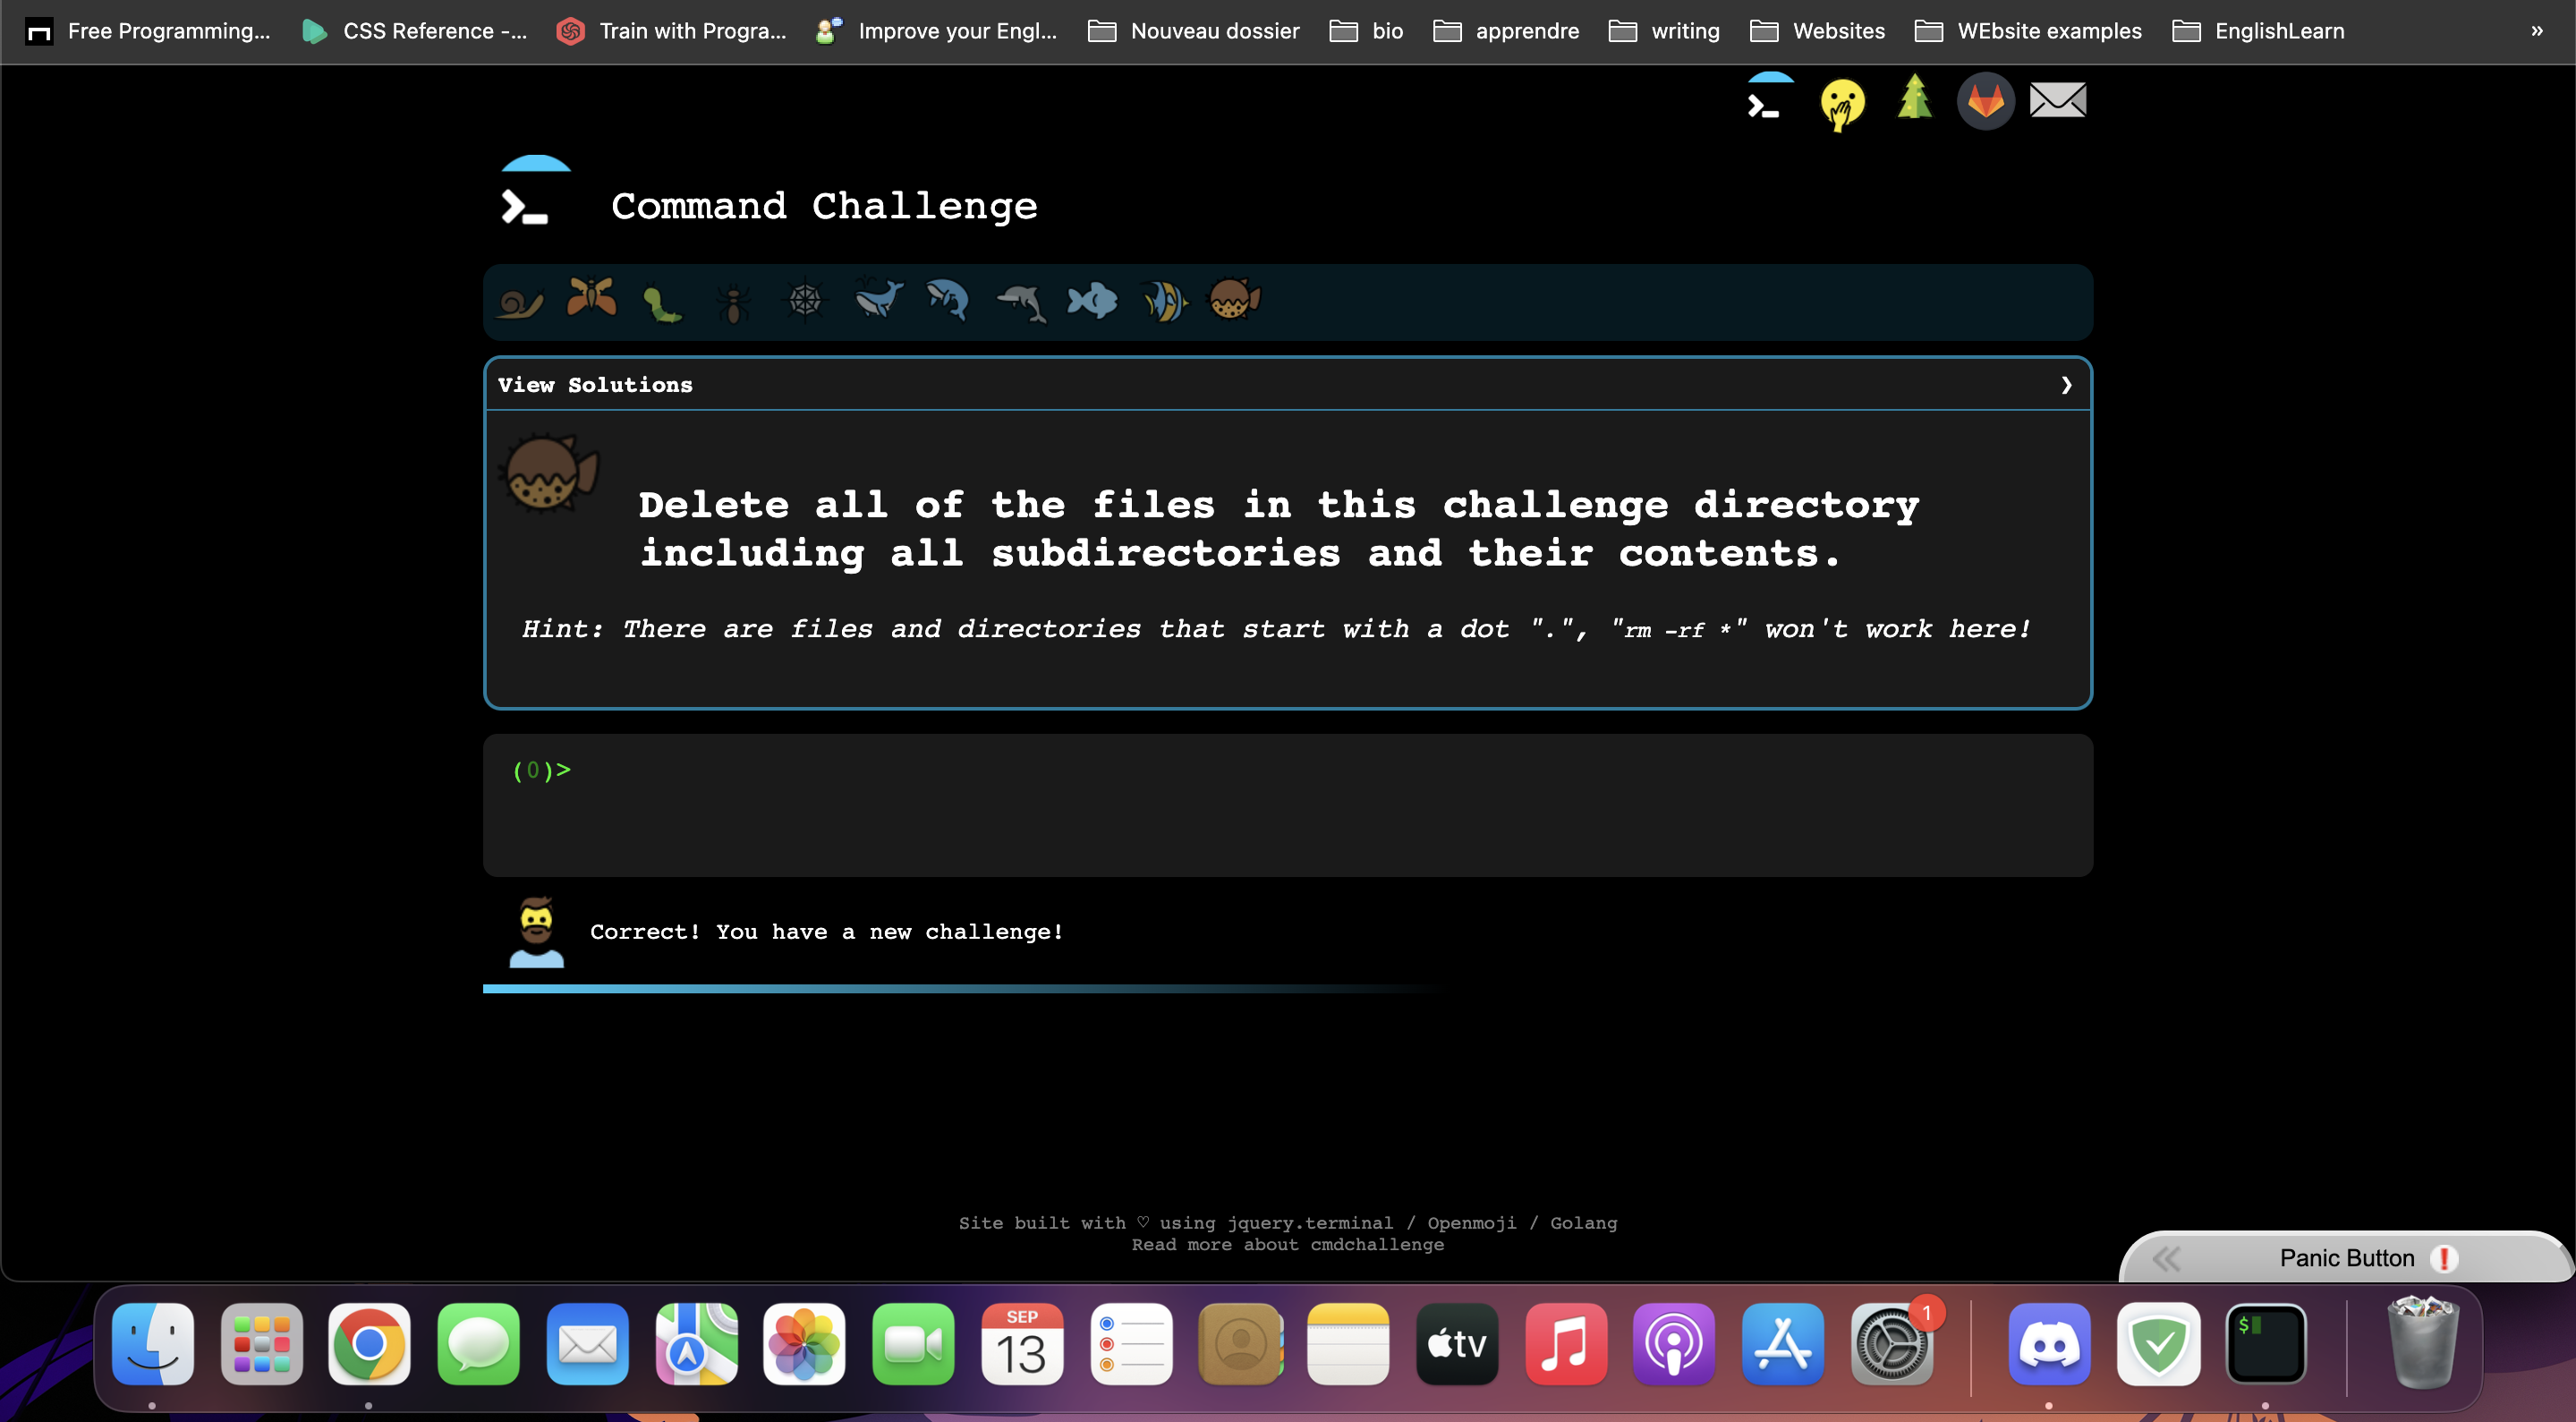 Free Programming... CSS Reference -... Train with Progra... Improve your Engl... Nouveau dossier bio apprendre writing Websites WEbsite examples EnglishLearn »
Command Challenge
View Solutions ❯
Delete all of the files in this challenge directory
including all subdirectories and their contents.
Hint: There are files and directories that start with a dot ".", "rm -rf *" won't work here!
(0)>
Correct! You have a new challenge!
Site built with ♡ using jquery.terminal / Openmoji / Golang
Read more about cmdchallenge
Panic Button
SEP
13
tv
1
$